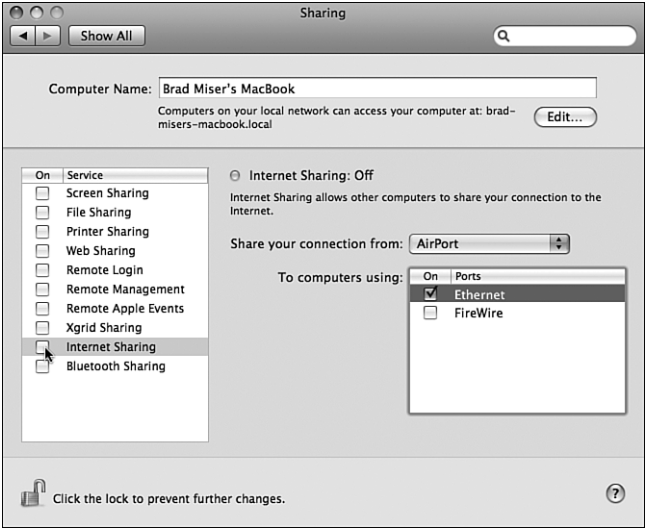 Sharing
Show All
Computer Name: Brad Miser's MacBook
Computers on your local network can access your computer at: brad-
misers-macbook.local
Edit...
On Service
Screen Sharing
File Sharing
Printer Sharing
Web Sharing
Remote Login
Remote Management
Remote Apple Events
Xgrid Sharing
Internet Sharing
Bluetooth Sharing
Internet Sharing: Off
Internet Sharing allows other computers to share your connection to the
Internet.
Share your connection from: AirPort
To computers using:
On Ports
Ethernet
FireWire
Click the lock to prevent further changes.
?